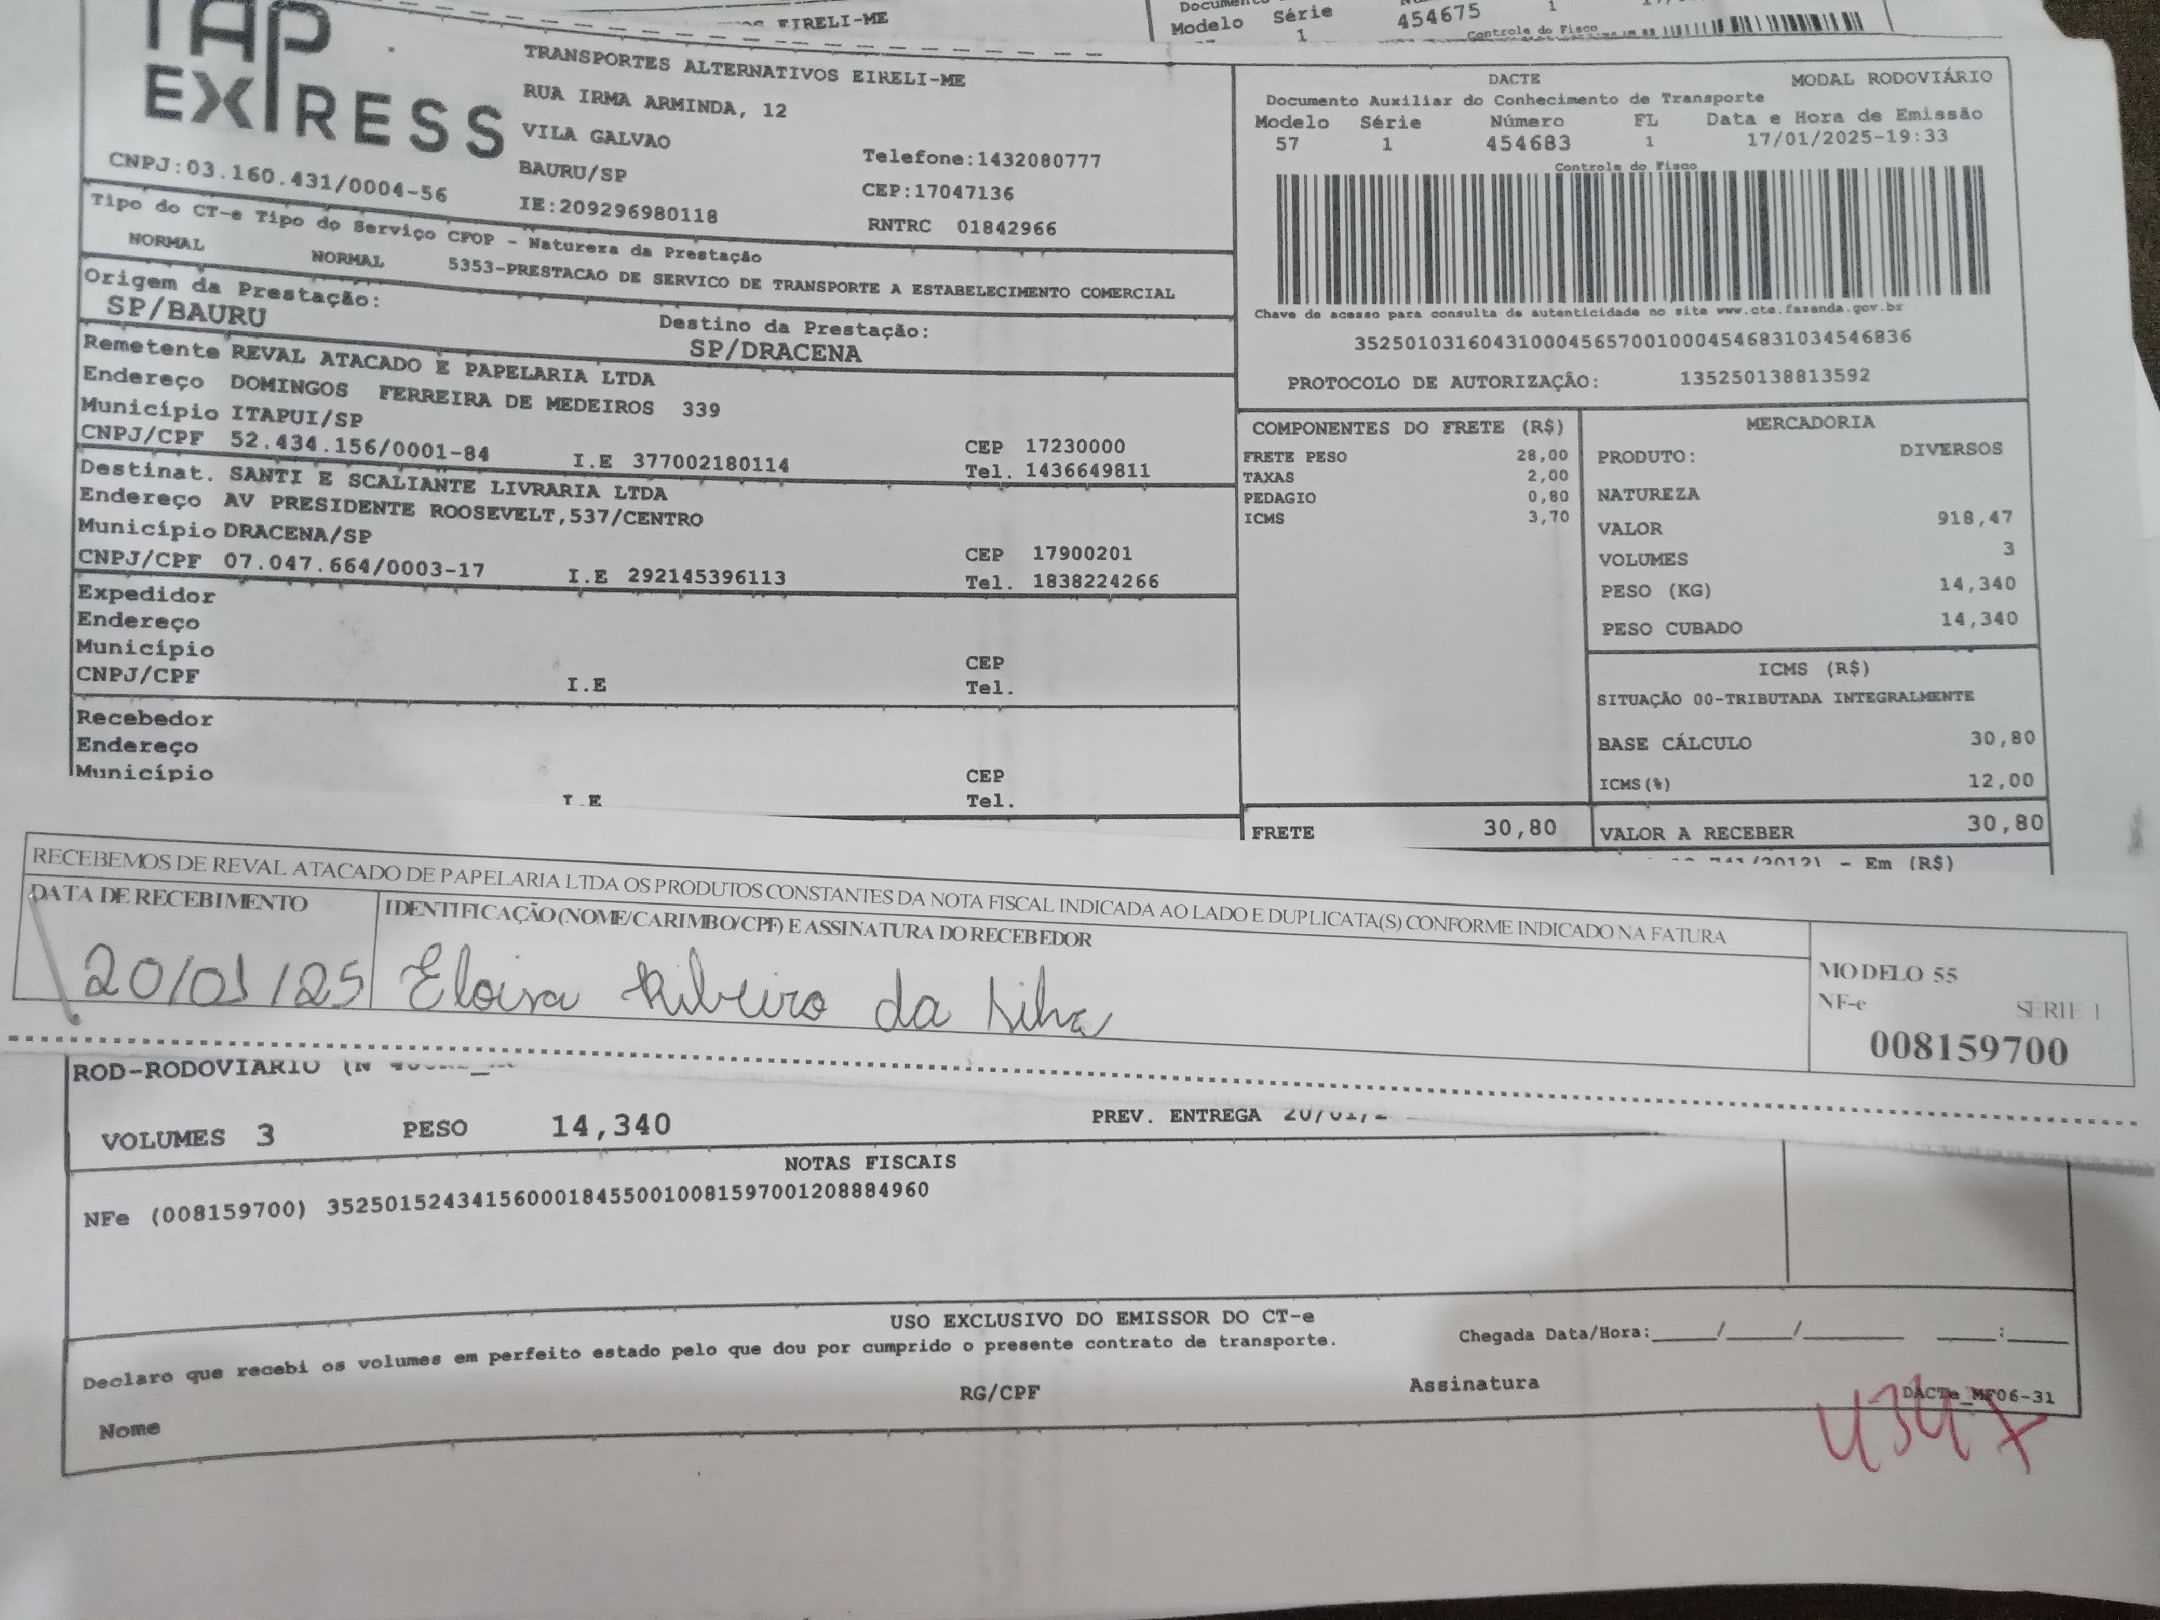 EIRELI-ME
Modelo Série
1 454675 1
Controle do Fisco
TAP
EXPRESS
TRANSPORTES ALTERNATIVOS EIRELI-ME
RUA IRMA ARMINDA, 12
VILA GALVAO
BAURU/SP
IE:209296980118
Telefone:1432080777
CEP:17047136
RNTRC 01842966
CNPJ:03.160.431/0004-56
DACTE MODAL RODOVIÁRIO
Documento Auxiliar do Conhecimento de Transporte
Modelo Série Número FL Data e Hora de Emissão
57 1 454683 1 17/01/2025-19:33
Controle do Fisco
Chave de acesso para consulta de autenticidade no site www.cte.fazenda.gov.br
35250103160431000456570010004546831034546836
PROTOCOLO DE AUTORIZAÇÃO: 135250138813592
Tipo do CT-e Tipo do Serviço CFOP - Natureza da Prestação
NORMAL NORMAL 5353-PRESTACAO DE SERVICO DE TRANSPORTE A ESTABELECIMENTO COMERCIAL
Origem da Prestação: Destino da Prestação:
SP/BAURU SP/DRACENA
Remetente REVAL ATACADO E PAPELARIA LTDA
Endereço DOMINGOS FERREIRA DE MEDEIROS 339
Município ITAPUI/SP CEP 17230000
CNPJ/CPF 52.434.156/0001-84 I.E 377002180114 Tel. 1436649811
Destinat. SANTI E SCALIANTE LIVRARIA LTDA
Endereço AV PRESIDENTE ROOSEVELT,537/CENTRO
Município DRACENA/SP CEP 17900201
CNPJ/CPF 07.047.664/0003-17 I.E 292145396113 Tel. 1838224266
Expedidor
Endereço
Município CEP
CNPJ/CPF I.E Tel.
Recebedor
Endereço
Município CEP
I.E Tel.
COMPONENTES DO FRETE (R$)
FRETE PESO 28,00
TAXAS 2,00
PEDAGIO 0,80
ICMS 3,70
FRETE 30,80
MERCADORIA
PRODUTO: DIVERSOS
NATUREZA
VALOR 918,47
VOLUMES 3
PESO (KG) 14,340
PESO CUBADO 14,340
ICMS (R$)
SITUAÇÃO 00-TRIBUTADA INTEGRALMENTE
BASE CÁLCULO 30,80
ICMS(%) 12,00
VALOR A RECEBER 30,80
741/2012) - Em (R$)
RECEBEMOS DE REVAL ATACADO DE PAPELARIA LTDA OS PRODUTOS CONSTANTES DA NOTA FISCAL INDICADA AO LADO E DUPLICATA(S) CONFORME INDICADO NA FATURA
DATA DE RECEBIMENTO IDENTIFICAÇÃO (NOME/CARIMBO/CPF) E ASSINATURA DO RECEBEDOR
20/01/25 Eloisa Ribeiro da Silva
MODELO 55
NF-e SÉRIE 1
008159700
ROD-RODOVIARIO
VOLUMES 3 PESO 14,340 PREV. ENTREGA 20/01/2
NOTAS FISCAIS
NFe (008159700) 35250152434156000184550010081597001208884960
USO EXCLUSIVO DO EMISSOR DO CT-e
Declaro que recebi os volumes em perfeito estado pelo que dou por cumprido o presente contrato de transporte. Chegada Data/Hora:_____/_____/________ ____:_____
Nome RG/CPF Assinatura
DACTe_MF06-31